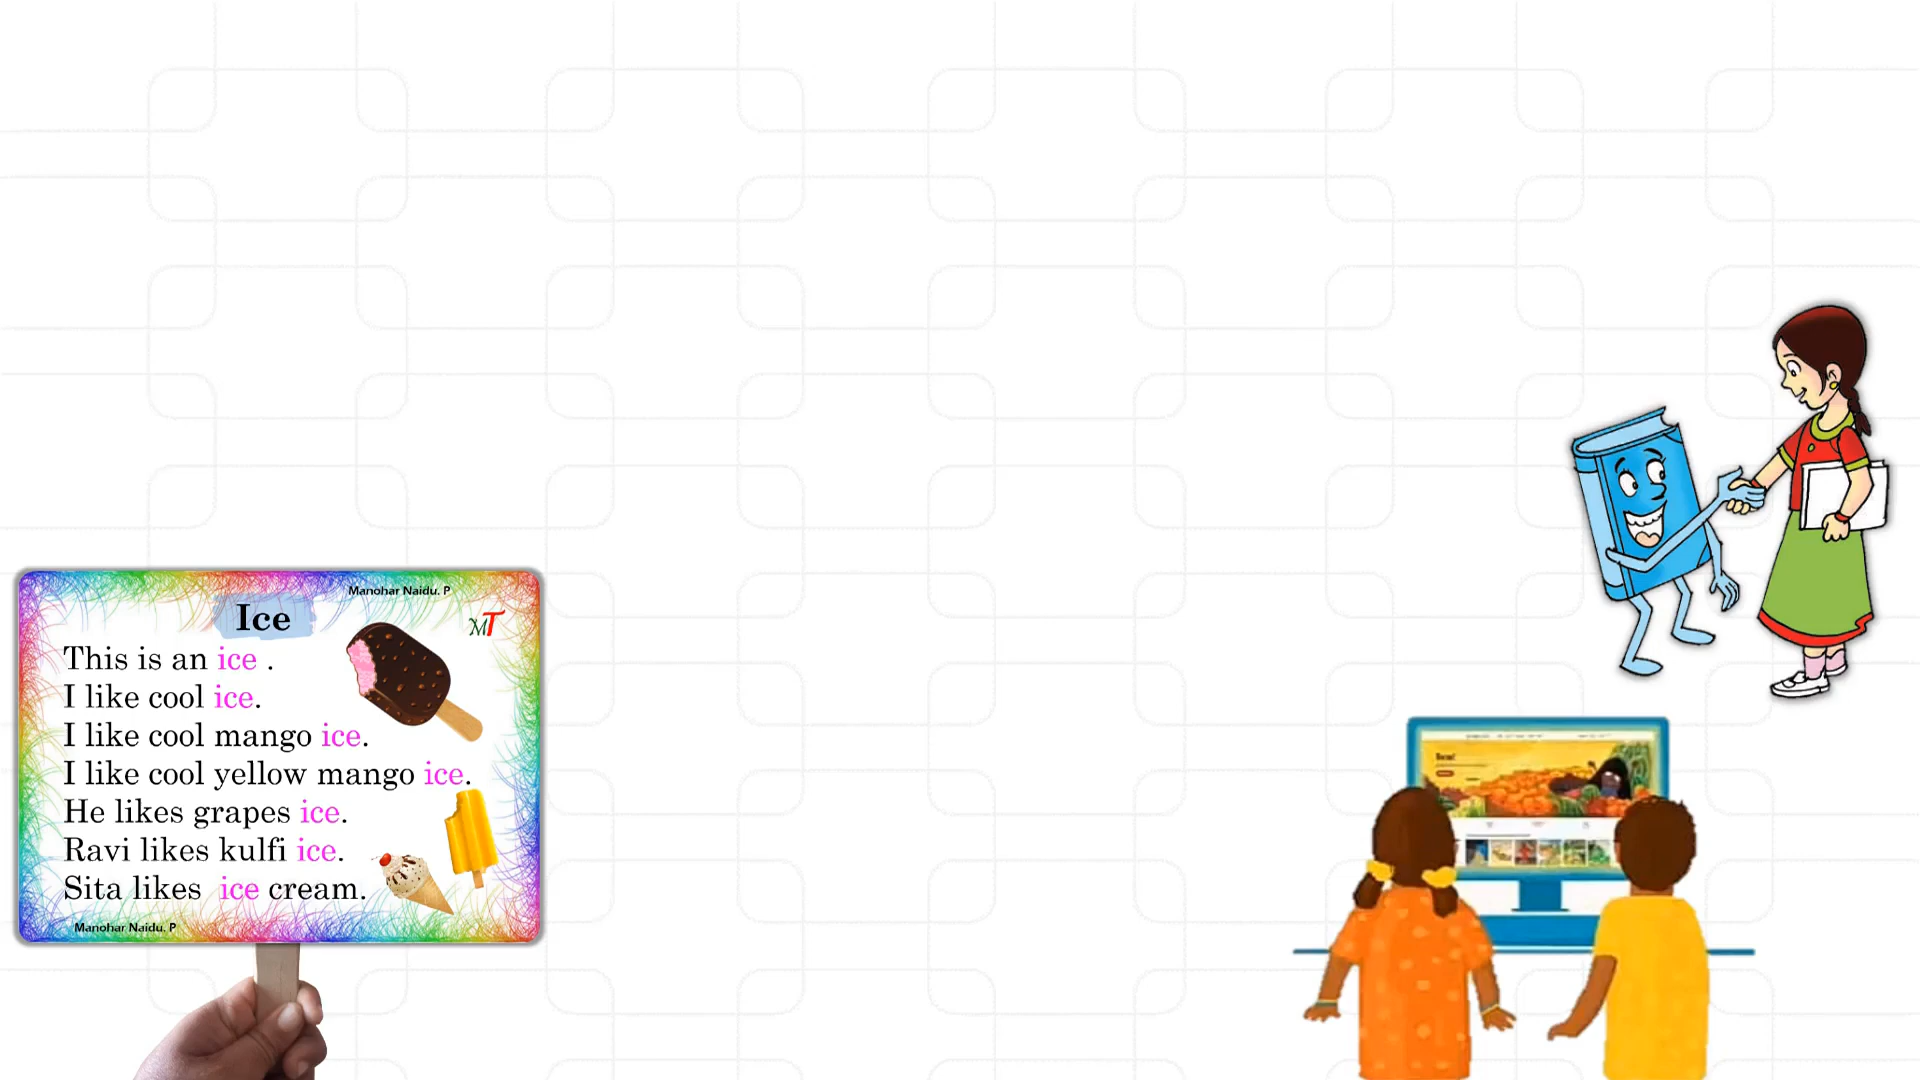 Manohar Naidu. P
Ice
MT
This is an ice .
I like cool ice.
I like cool mango ice.
I like cool yellow mango ice.
He likes grapes ice.
Ravi likes kulfi ice.
Sita likes ice cream.
Manohar Naidu. P